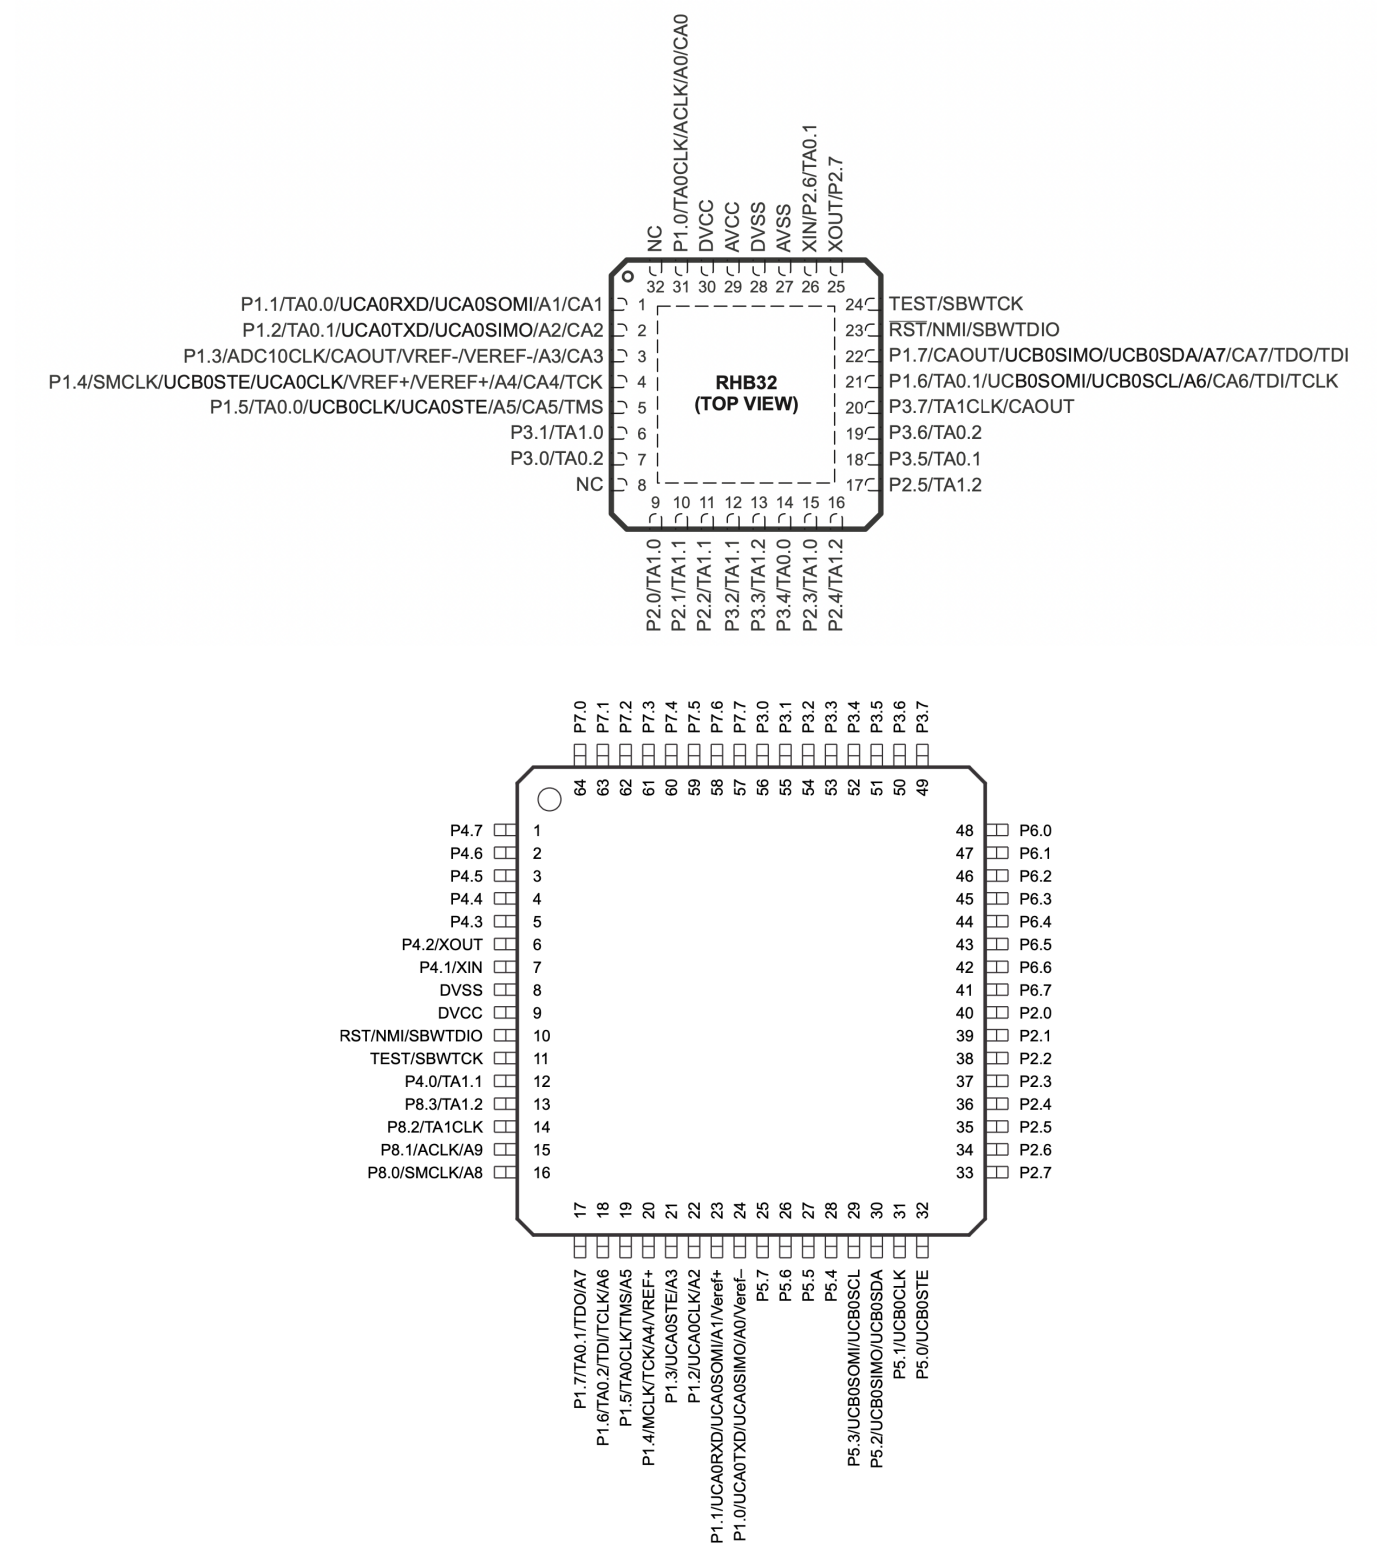 NC
P1.0/TA0CLK/ACLK/A0/CA0
DVCC
AVCC
DVSS
AVSS
XIN/P2.6/TA0.1
XOUT/P2.7
32 31 30 29 28 27 26 25
P1.1/TA0.0/UCA0RXD/UCA0SOMI/A1/CA1 1
24 TEST/SBWTCK
P1.2/TA0.1/UCA0TXD/UCA0SIMO/A2/CA2 2
23 RST/NMI/SBWTDIO
P1.3/ADC10CLK/CAOUT/VREF-/VEREF-/A3/CA3 3
22 P1.7/CAOUT/UCB0SIMO/UCB0SDA/A7/CA7/TDO/TDI
P1.4/SMCLK/UCB0STE/UCA0CLK/VREF+/VEREF+/A4/CA4/TCK 4
21 P1.6/TA0.1/UCB0SOMI/UCB0SCL/A6/CA6/TDI/TCLK
RHB32
(TOP VIEW)
P1.5/TA0.0/UCB0CLK/UCA0STE/A5/CA5/TMS 5
20 P3.7/TA1CLK/CAOUT
P3.1/TA1.0 6
19 P3.6/TA0.2
P3.0/TA0.2 7
18 P3.5/TA0.1
NC 8
17 P2.5/TA1.2
9 10 11 12 13 14 15 16
P2.0/TA1.0
P2.1/TA1.1
P2.2/TA1.1
P3.2/TA1.1
P3.3/TA1.2
P3.4/TA0.0
P2.3/TA1.0
P2.4/TA1.2
P7.0
P7.1
P7.2
P7.3
P7.4
P7.5
P7.6
P7.7
P3.0
P3.1
P3.2
P3.3
P3.4
P3.5
P3.6
P3.7
64 63 62 61 60 59 58 57 56 55 54 53 52 51 50 49
P4.7 1
48 P6.0
P4.6 2
47 P6.1
P4.5 3
46 P6.2
P4.4 4
45 P6.3
P4.3 5
44 P6.4
P4.2/XOUT 6
43 P6.5
P4.1/XIN 7
42 P6.6
DVSS 8
41 P6.7
DVCC 9
40 P2.0
RST/NMI/SBWTDIO 10
39 P2.1
TEST/SBWTCK 11
38 P2.2
P4.0/TA1.1 12
37 P2.3
P8.3/TA1.2 13
36 P2.4
P8.2/TA1CLK 14
35 P2.5
P8.1/ACLK/A9 15
34 P2.6
P8.0/SMCLK/A8 16
33 P2.7
17 18 19 20 21 22 23 24 25 26 27 28 29 30 31 32
P1.7/TA0.1/TDO/A7
P1.6/TA0.2/TDI/TCLK/A6
P1.5/TA0CLK/TMS/A5
P1.4/MCLK/TCK/A4/VREF+
P1.3/UCA0STE/A3
P1.2/UCA0CLK/A2
P1.1/UCA0RXD/UCA0SOMI/A1/Veref+
P1.0/UCA0TXD/UCA0SIMO/A0/Veref–
P5.7
P5.6
P5.5
P5.4
P5.3/UCB0SOMI/UCB0SCL
P5.2/UCB0SIMO/UCB0SDA
P5.1/UCB0CLK
P5.0/UCB0STE